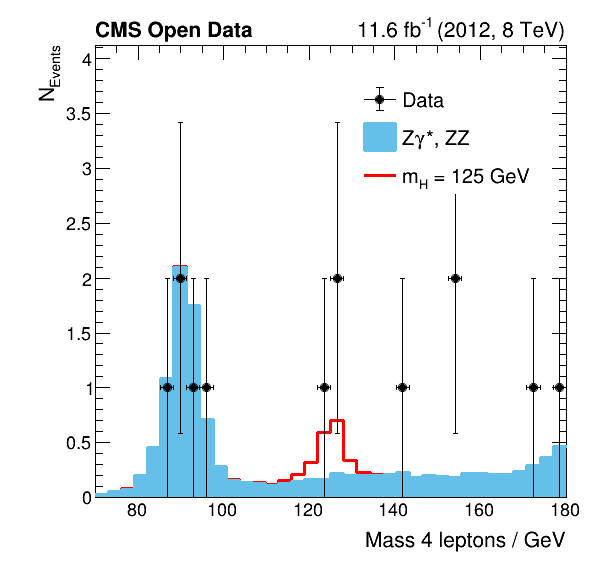 CMS Open Data 11.6 fb⁻¹ (2012, 8 TeV)
N_Events
4
3.5
3
2.5
2
1.5
1
0.5
0
Data
Zγ*, ZZ
m_H = 125 GeV
80 100 120 140 160 180
Mass 4 leptons / GeV